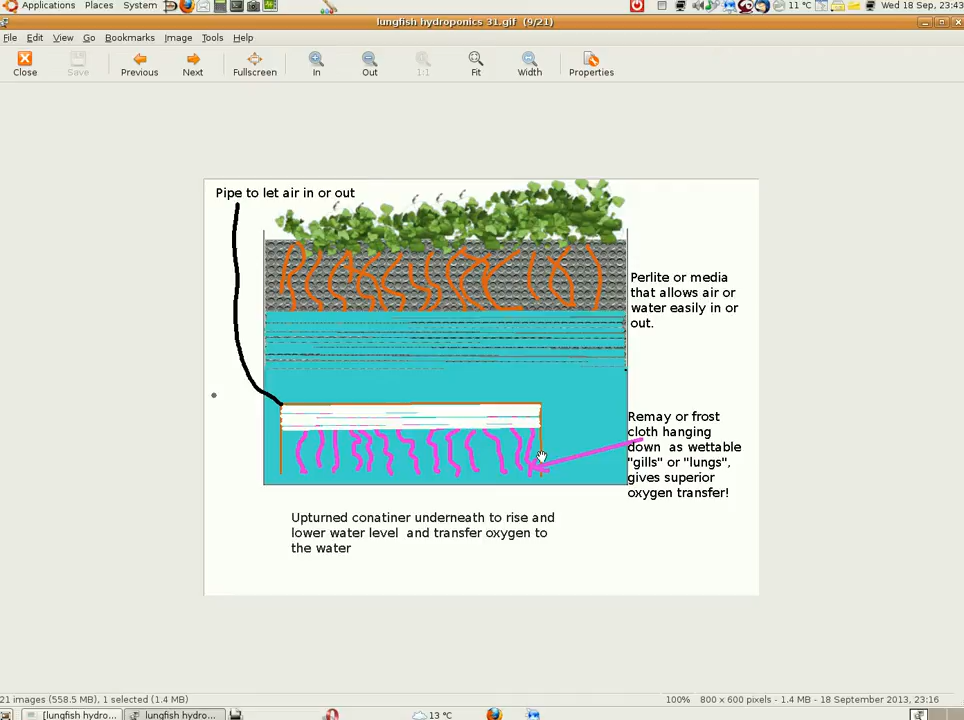 Applications Places System 11 °C Wed 18 Sep, 23:43
lungfish hydroponics 31.gif (9/21)
File Edit View Go Bookmarks Image Tools Help
Close Save Previous Next Fullscreen In Out 1:1 Fit Width Properties
Pipe to let air in or out
Perlite or media
that allows air or
water easily in or
out.
Remay or frost
cloth hanging
down as wettable
"gills" or "lungs",
gives superior
oxygen transfer!
Upturned conatiner underneath to rise and
lower water level and transfer oxygen to
the water
21 images (558.5 MB), 1 selected (1.4 MB) 100% 800 x 600 pixels - 1.4 MB - 18 September 2013, 23:16
[lungfish hydro... lungfish hydro... 13 °C